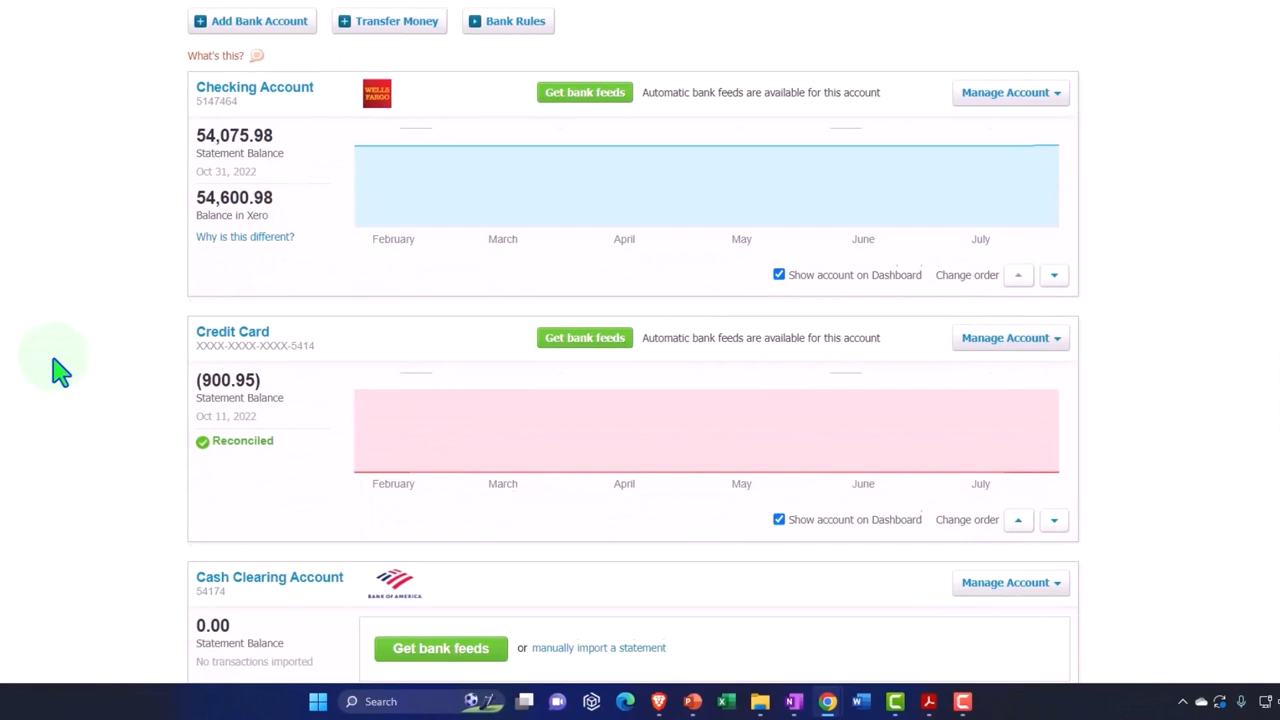 Add Bank Account Transfer Money Bank Rules
What's this?
Checking Account
5147464
WELLS
FARGO
Get bank feeds Automatic bank feeds are available for this account Manage Account
54,075.98
Statement Balance
Oct 31, 2022
54,600.98
Balance in Xero
Why is this different?
February March April May June July
Show account on Dashboard Change order
Credit Card
XXXX-XXXX-XXXX-5414
Get bank feeds Automatic bank feeds are available for this account Manage Account
(900.95)
Statement Balance
Oct 11, 2022
Reconciled
February March April May June July
Show account on Dashboard Change order
Cash Clearing Account
54174
BANK OF AMERICA
Manage Account
0.00
Statement Balance
No transactions imported
Get bank feeds or manually import a statement
Search